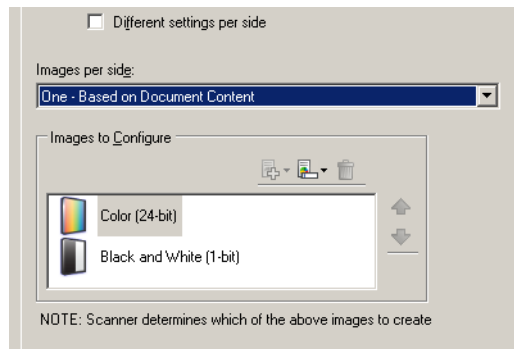 Different settings per side
Images per side:
One - Based on Document Content
Images to Configure
Color (24-bit)
Black and White (1-bit)
NOTE: Scanner determines which of the above images to create